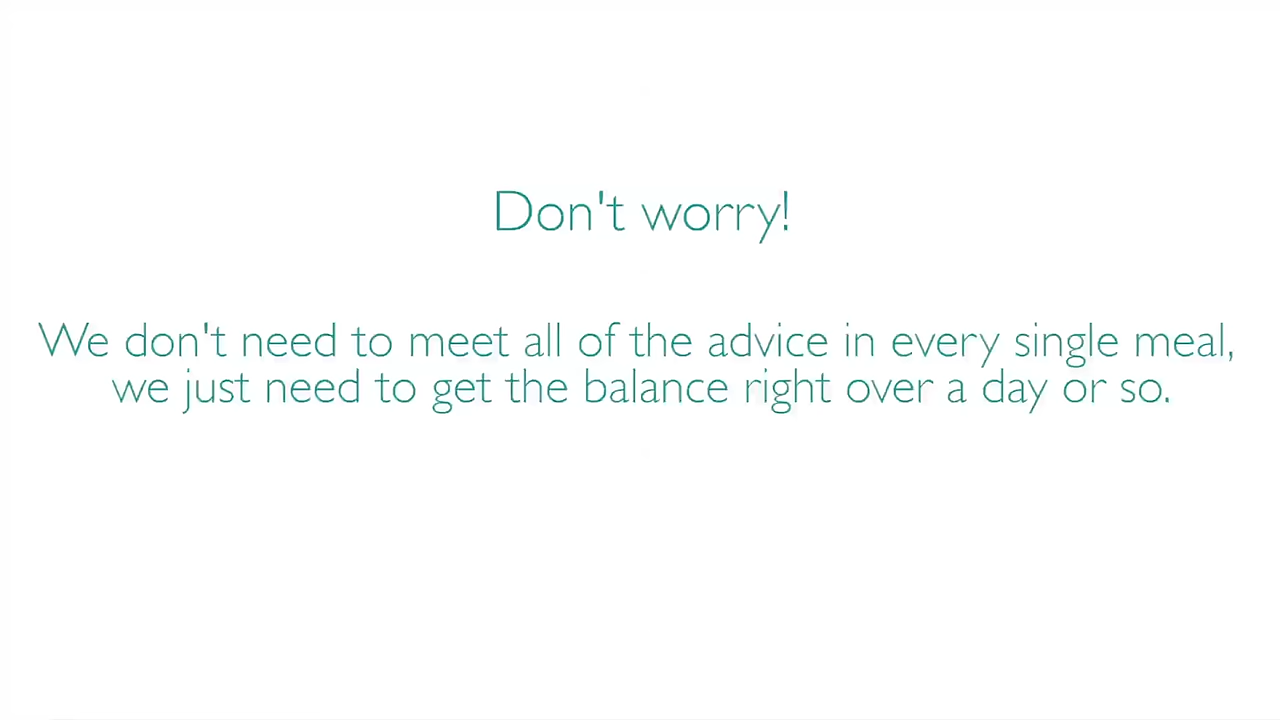 Don't worry!
We don't need to meet all of the advice in every single meal,
we just need to get the balance right over a day or so.